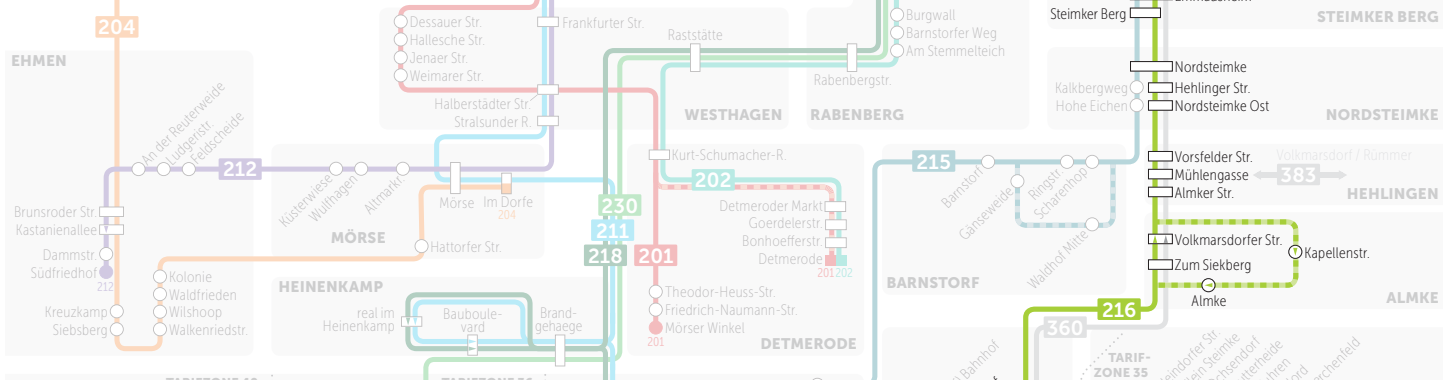 204
EHMEN
An der Reuterweide
Ludgeristr.
Feldscheide
212
Brunsroder Str.
Kastanienallee
Dammstr.
Südfriedhof
212
Kolonie
Waldfrieden
Wilshoop
Walkenriedstr.
Kreuzkamp
Siebsberg
Küsterwiese
Wulfhagen
Altmarkt
MÖRSE
Mörse
Im Dorfe
204
Hattorfer Str.
Dessauer Str.
Hallesche Str.
Jenaer Str.
Weimarer Str.
Frankfurter Str.
Halberstädter Str.
Stralsunder R.
WESTHAGEN
Raststätte
HEINENKAMP
real im
Heinenkamp
Bauboule-
vard
Brand-
gehaege
230
211
218
201
Kurt-Schumacher-R.
202
Detmeroder Markt
Goerdelerstr.
Bonhoefferstr.
Detmerode
201 202
Theodor-Heuss-Str.
Friedrich-Naumann-Str.
Mörser Winkel
201
DETMERODE
Burgwall
Barnstorfer Weg
Am Stemmelteich
Rabenbergstr.
RABENBERG
215
Barnstorf
Gänseweide
Ringstr.
Scharenhop
Waldhof Mitte
BARNSTORF
Steimker Berg
STEIMKER BERG
Nordsteimke
Kalkbergweg
Hohe Eichen
Hehlinger Str.
Nordsteimke Ost
NORDSTEIMKE
Vorsfelder Str.
Mühlengasse
Almker Str.
Volkmarsdorf / Rümmer
383
HEHLINGEN
Volkmarsdorfer Str.
Zum Siekberg
Kapellenstr.
Almke
ALMKE
216
360
TARIF-
ZONE 35